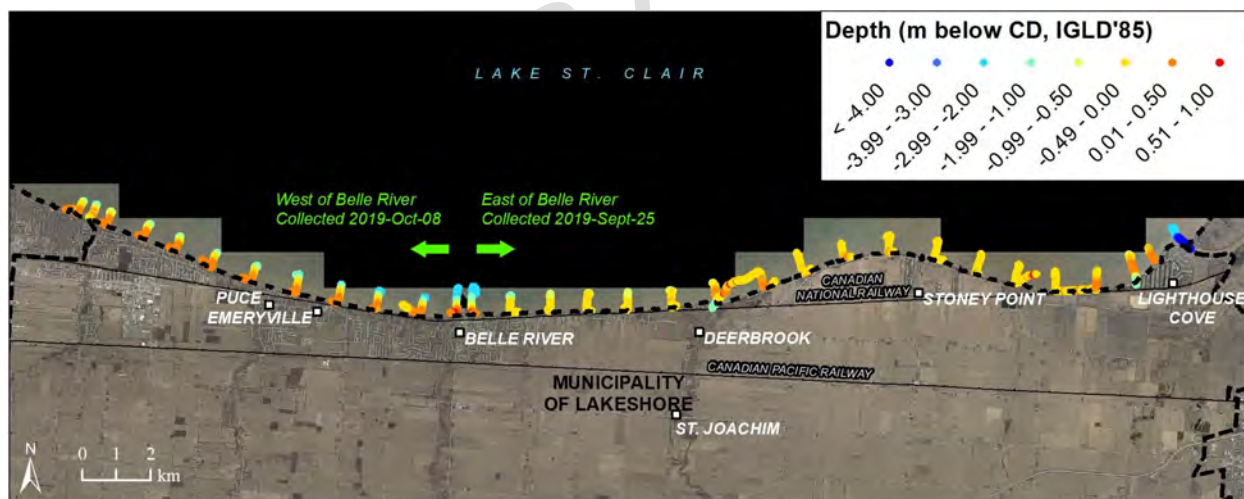 Depth (m below CD, IGLD'85)
< -4.00
-3.99 - -3.00
-2.99 - -2.00
-1.99 - -1.00
-0.99 - -0.50
-0.49 - 0.00
0.01 - 0.50
0.51 - 1.00
LAKE ST. CLAIR
West of Belle River
Collected 2019-Oct-08
East of Belle River
Collected 2019-Sept-25
PUCE
EMERYVILLE
BELLE RIVER
DEERBROOK
CANADIAN
NATIONAL RAILWAY
STONEY POINT
LIGHTHOUSE
COVE
CANADIAN PACIFIC RAILWAY
MUNICIPALITY
OF LAKESHORE
ST. JOACHIM
N
0 1 2
km